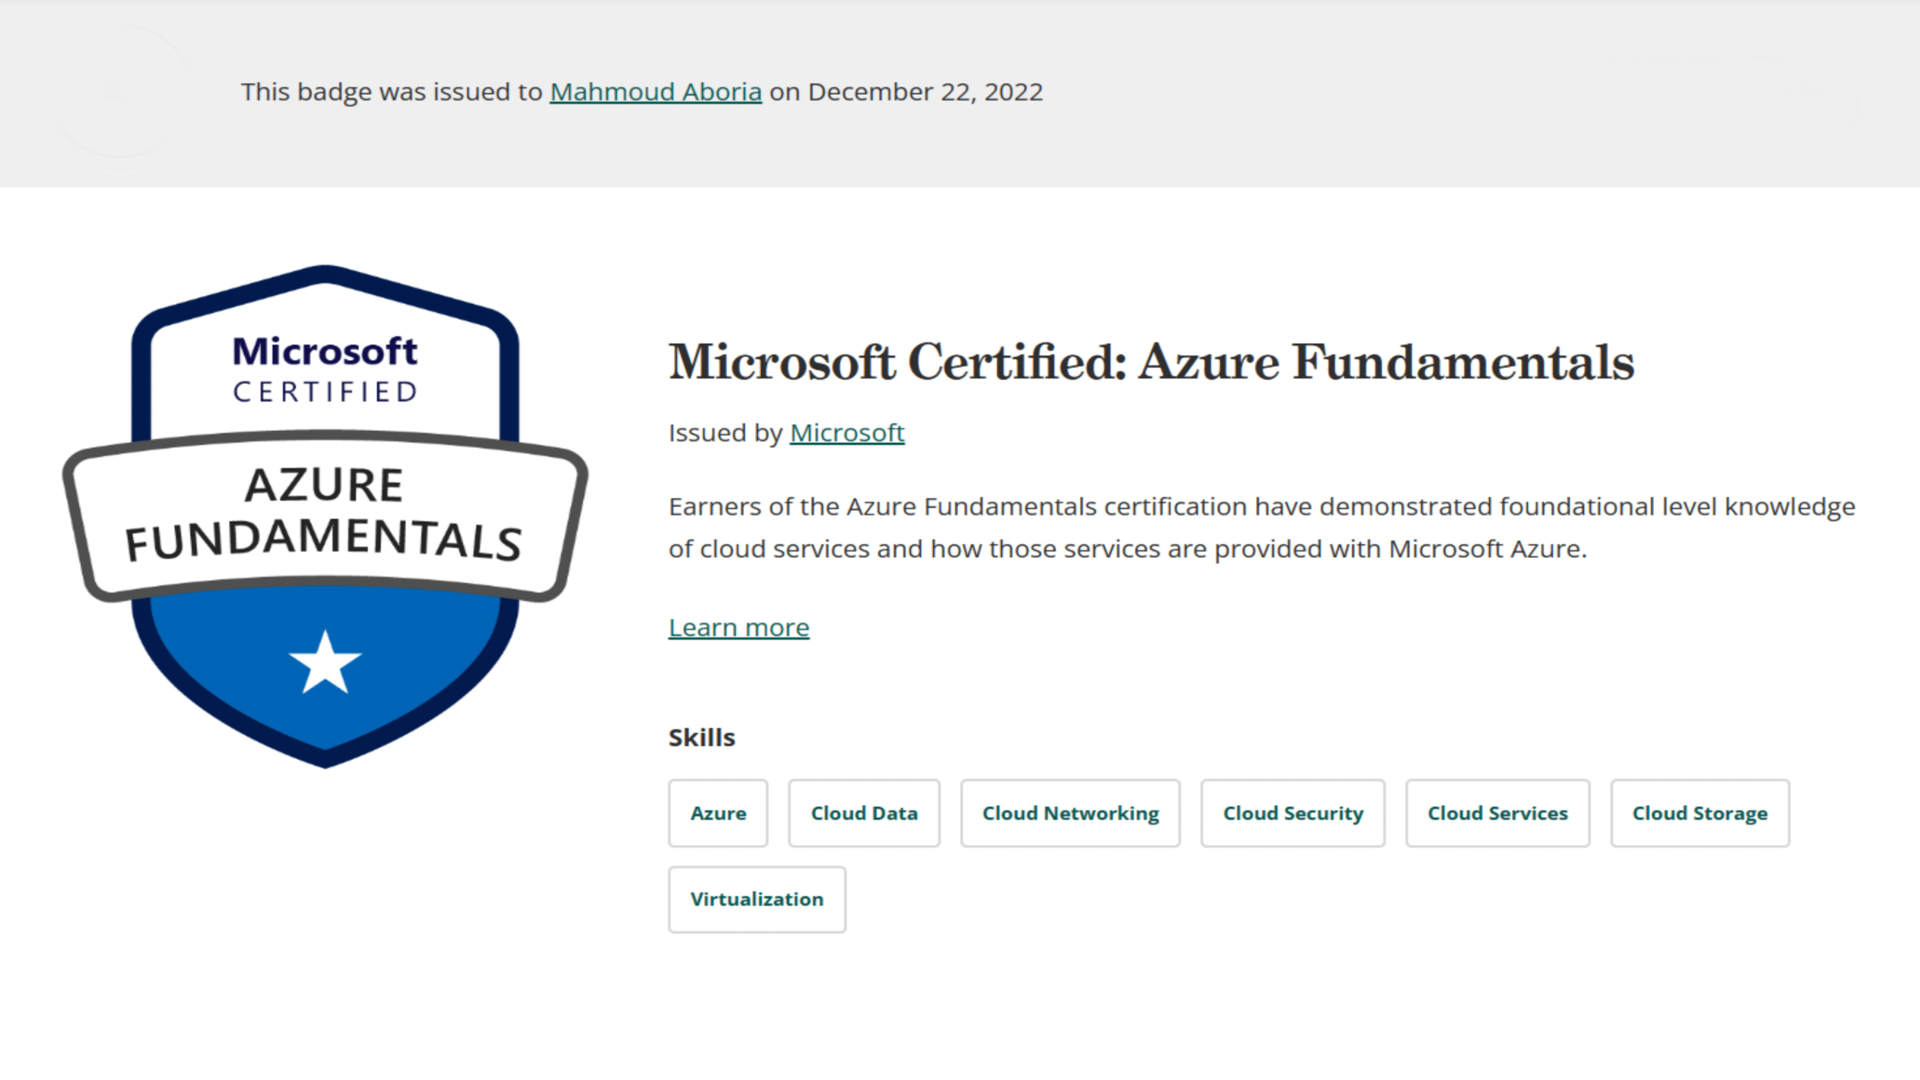 This badge was issued to Mahmoud Aboria on December 22, 2022
Microsoft
CERTIFIED
AZURE
FUNDAMENTALS
Microsoft Certified: Azure Fundamentals
Issued by Microsoft
Earners of the Azure Fundamentals certification have demonstrated foundational level knowledge
of cloud services and how those services are provided with Microsoft Azure.
Learn more
Skills
Azure Cloud Data Cloud Networking Cloud Security Cloud Services Cloud Storage
Virtualization